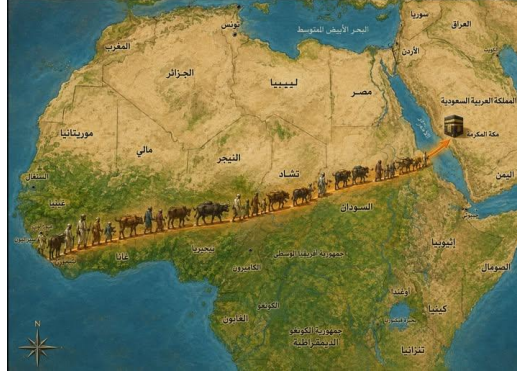 سوريا
العراق
تونس
البحر الأبيض المتوسط
المغرب
الأردن
الجزائر
ليبيا
مصر
المملكة العربية السعودية
مكة المكرمة
موريتانيا
مالي
النيجر
تشاد
السودان
اليمن
السنغال
غينيا
غانا
نيجيريا
الكاميرون
جمهورية أفريقيا الوسطى
إثيوبيا
الصومال
أوغندا
كينيا
الغابون
الكونغو
جمهورية الكونغو
الديمقراطية
تنزانيا
N